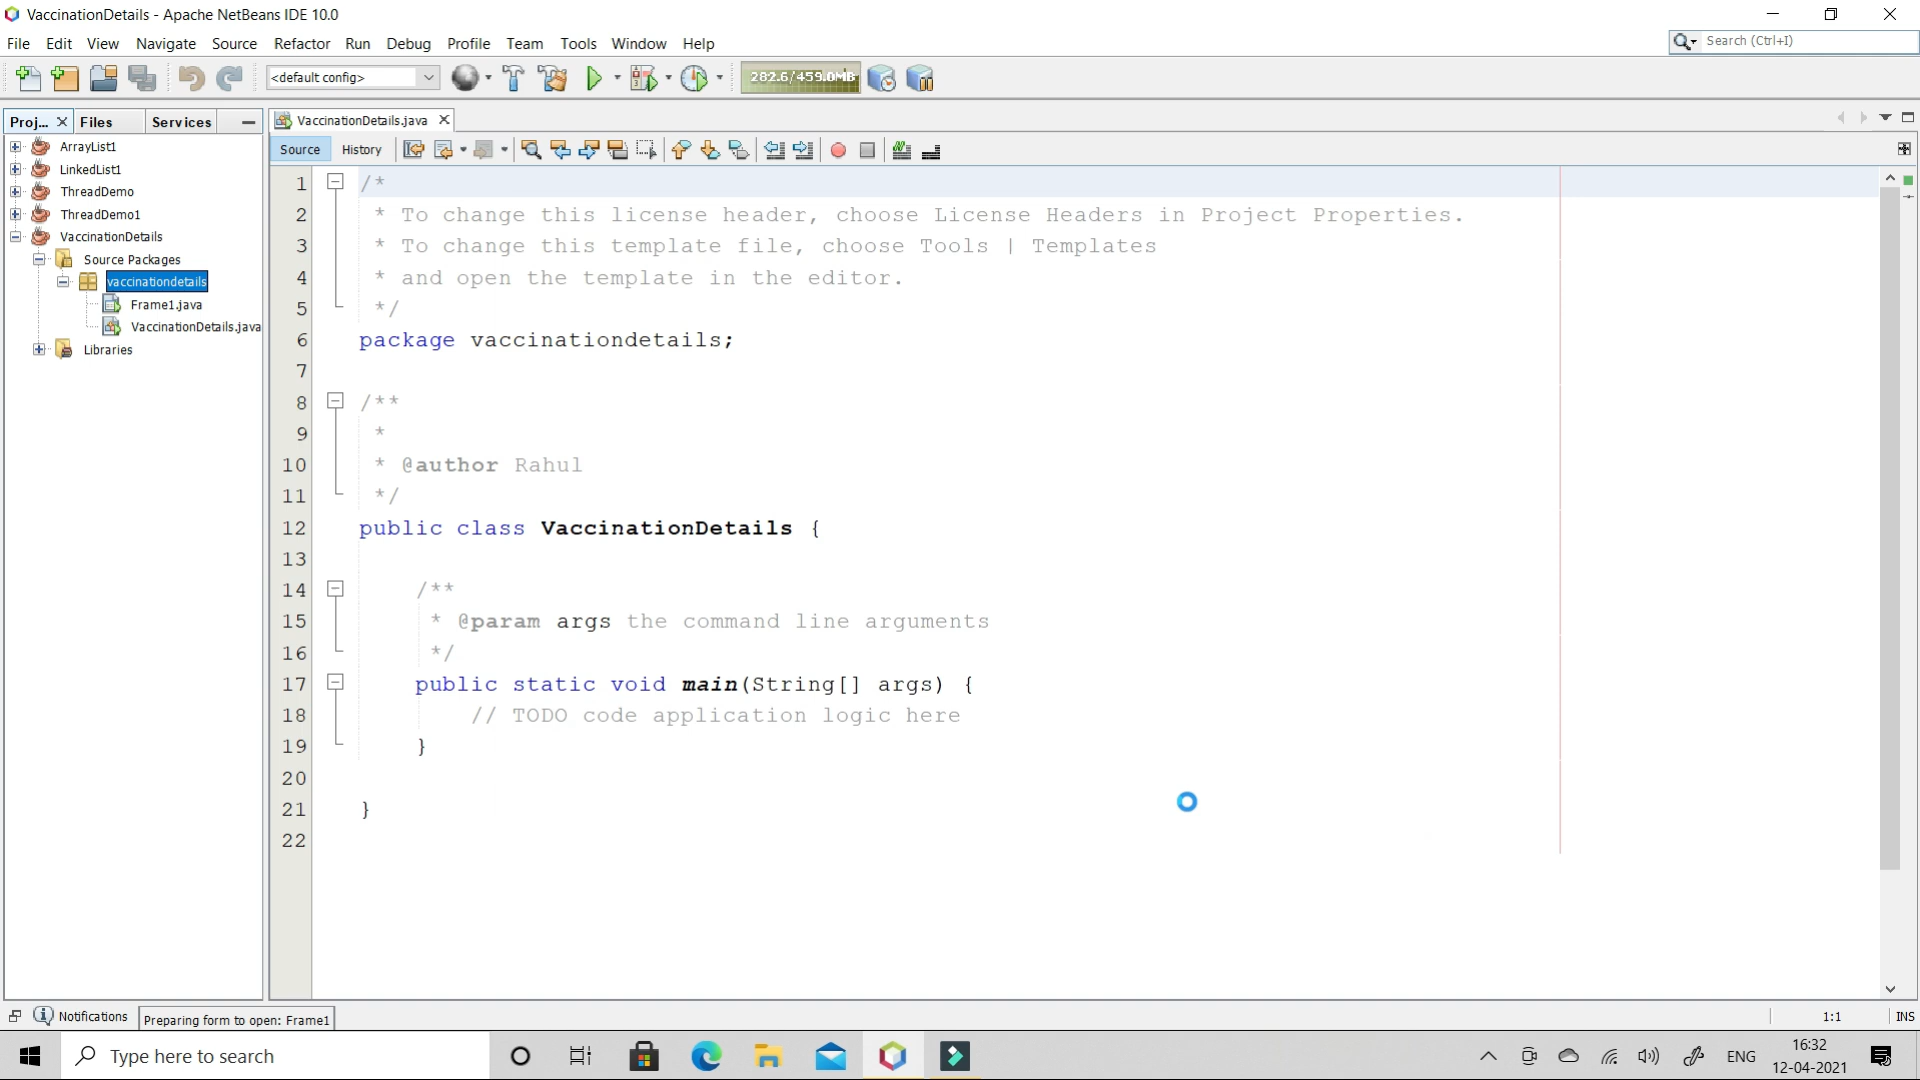 VaccinationDetails - Apache NetBeans IDE 10.0
File Edit View Navigate Source Refactor Run Debug Profile Team Tools Window Help
Search (Ctrl+I)
<default config>
282.6/459.0MB
Proj... Files Services
VaccinationDetails.java
Source History
ArrayList1
LinkedList1
ThreadDemo
ThreadDemo1
VaccinationDetails
Source Packages
vaccinationdetails
Frame1.java
VaccinationDetails.java
Libraries
1 /*
2 * To change this license header, choose License Headers in Project Properties.
3 * To change this template file, choose Tools | Templates
4 * and open the template in the editor.
5 */
6 package vaccinationdetails;
7
8 /**
9 *
10 * @author Rahul
11 */
12 public class VaccinationDetails {
13
14 /**
15 * @param args the command line arguments
16 */
17 public static void main(String[] args) {
18 // TODO code application logic here
19 }
20
21 }
22
Notifications Preparing form to open: Frame1
1:1 INS
Type here to search
ENG
16:32
12-04-2021